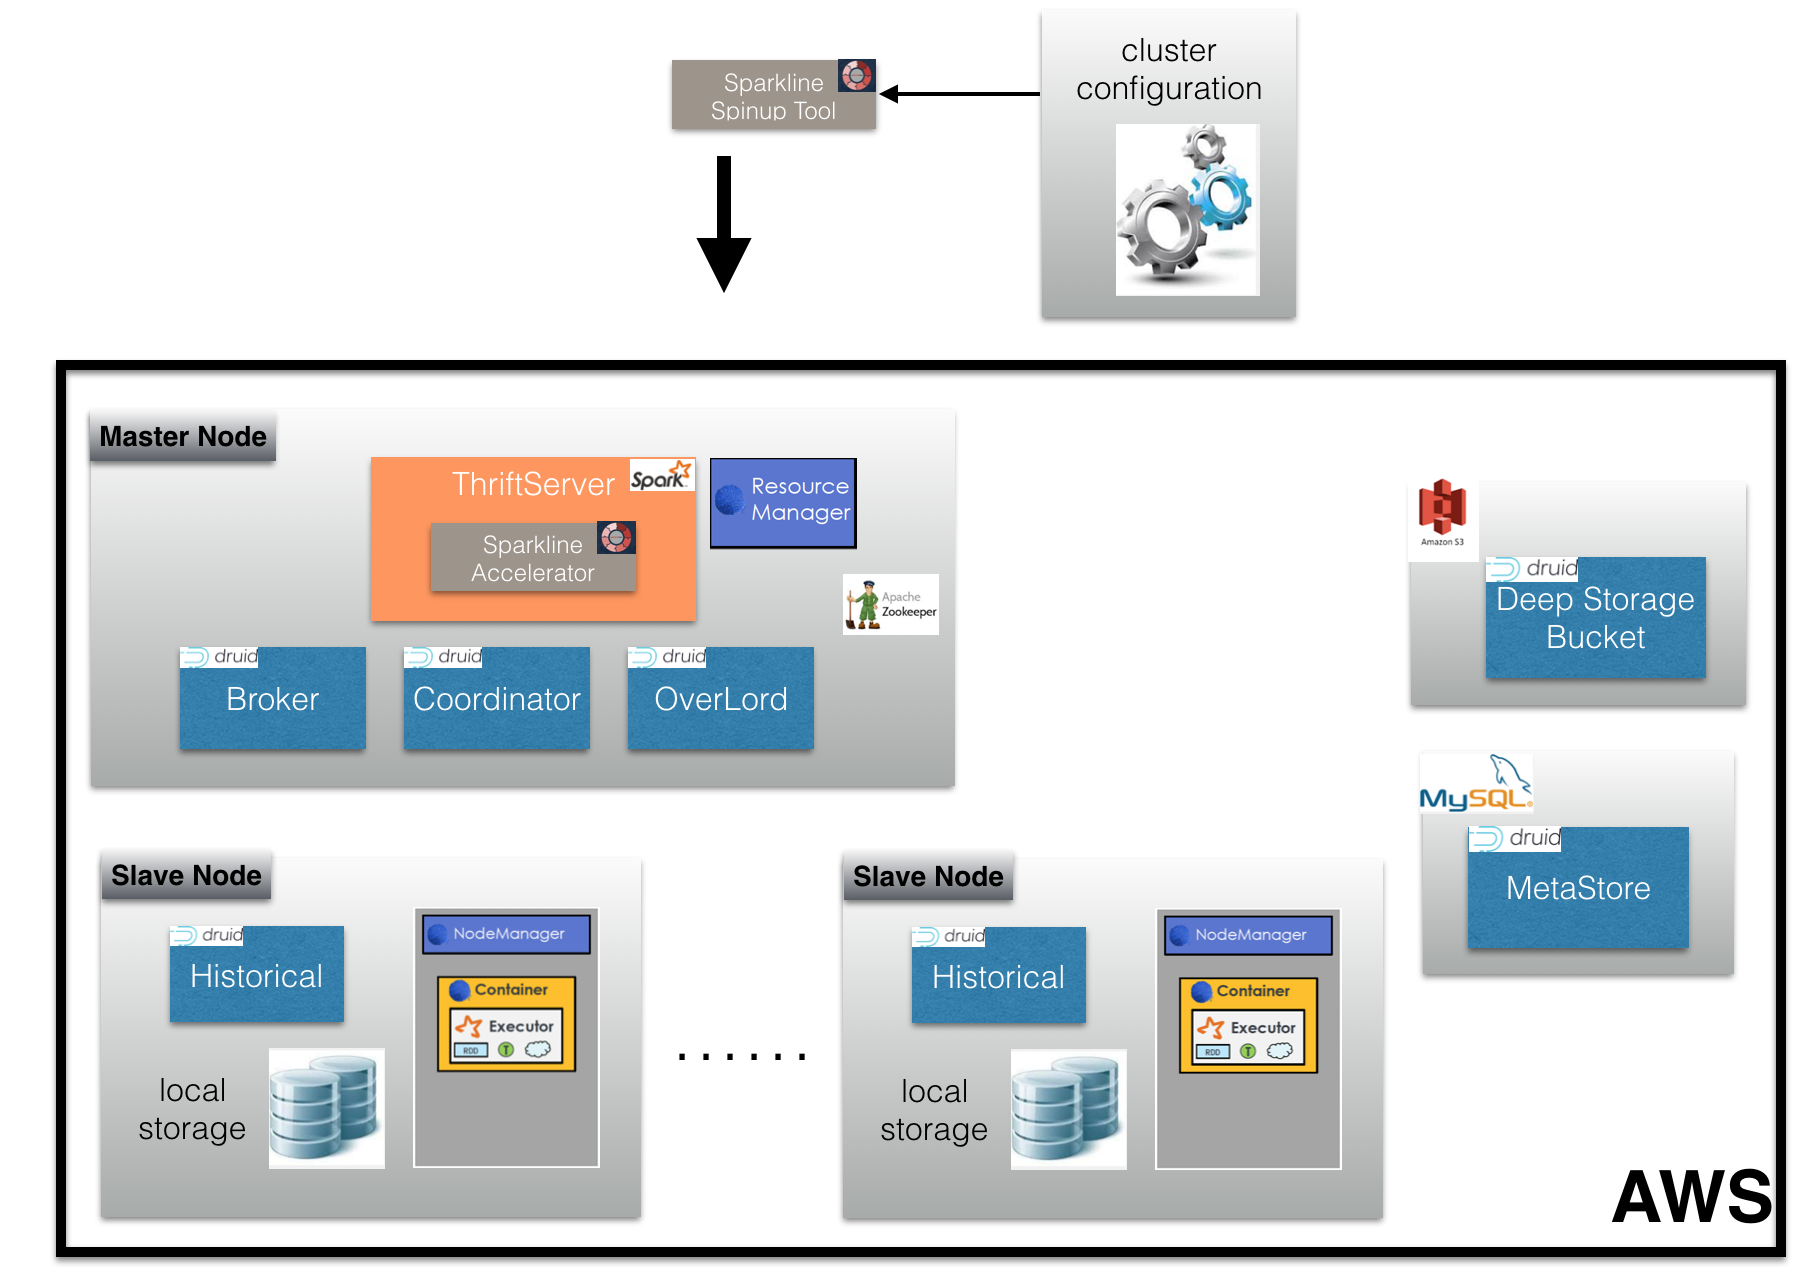 cluster
configuration
Sparkline
Spinup Tool
Master Node
ThriftServer
Spark
Sparkline
Accelerator
Resource
Manager
Apache
Zookeeper
druid
Broker
druid
Coordinator
druid
OverLord
Amazon S3
druid
Deep Storage
Bucket
MySQL®
druid
MetaStore
Slave Node
druid
Historical
local
storage
NodeManager
Container
Executor
RDD
T
......
Slave Node
druid
Historical
local
storage
NodeManager
Container
Executor
RDD
T
AWS